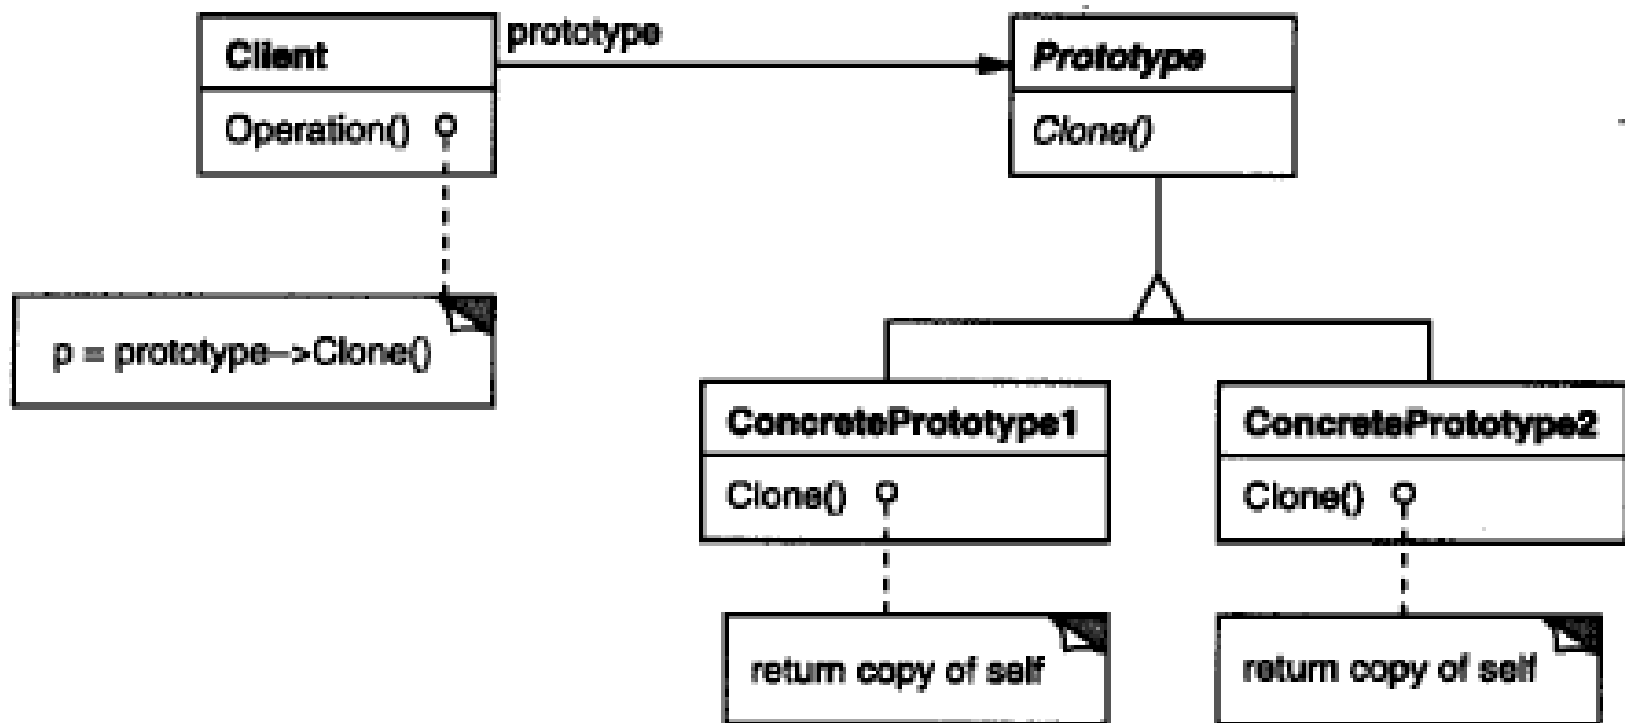 Client
prototype
Prototype
Operation()
Clone()
p = prototype–>Clone()
ConcretePrototype1
ConcretePrototype2
Clone()
Clone()
return copy of self
return copy of self